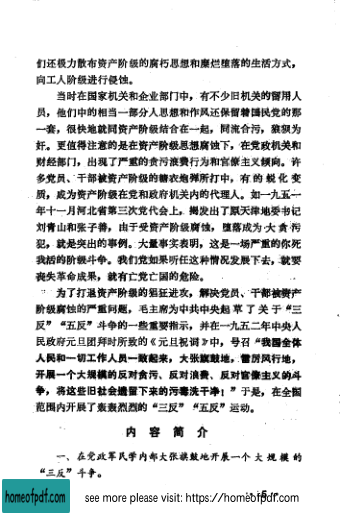 们还极力散布资产阶级的腐朽思想和糜烂堕落的生活方式，
向工人阶级进行侵蚀。
当时在国家机关和企业部门中，有不少旧机关的留用人
员，他们中的相当一部分人思想和作风还保留着国民党的那
一套，很快地就同资产阶级结合在一起，同流合污，狼狈为
奸。更值得注意的是在资产阶级思想腐蚀下，在党政机关和
财经部门，出现了严重的贪污浪费行为和官僚主义倾向。许
多党员、干部被资产阶级的糖衣炮弹所打中，有的蜕化变
质，成为资产阶级在党和政府机关内的代理人。如一九五一
年十一月河北省第三次党代会上，揭发出了原天津地委书记
刘青山和张子善，由于受资产阶级腐蚀，堕落成为大贪污
犯，就是突出的事例。大量事实表明，这是一场严重的你死
我活的阶级斗争。我们党如果听任这种情况发展下去，就要
丧失革命成果，就有亡党亡国的危险。
为了打退资产阶级的猖狂进攻，解决党员、干部被资产
阶级腐蚀的严重问题，毛主席为中共中央起草了关于“三
反”“五反”斗争的一些重要指示，并在一九五二年中央人
民政府元旦团拜时所致的《元旦祝词》中，号召“我国全体
人民和一切工作人员一致起来，大张旗鼓地，雷厉风行地，
开展一个大规模的反对贪污、反对浪费、反对官僚主义的斗
争，将这些旧社会遗留下来的污毒洗干净！”于是，在全国
范围内开展了轰轰烈烈的“三反”“五反”运动。
内容简介
一、在党政军民学内部大张旗鼓地开展一个大规模的
“三反”斗争。
homeofpdf.com
see more please visit: https://homeofpdf.com